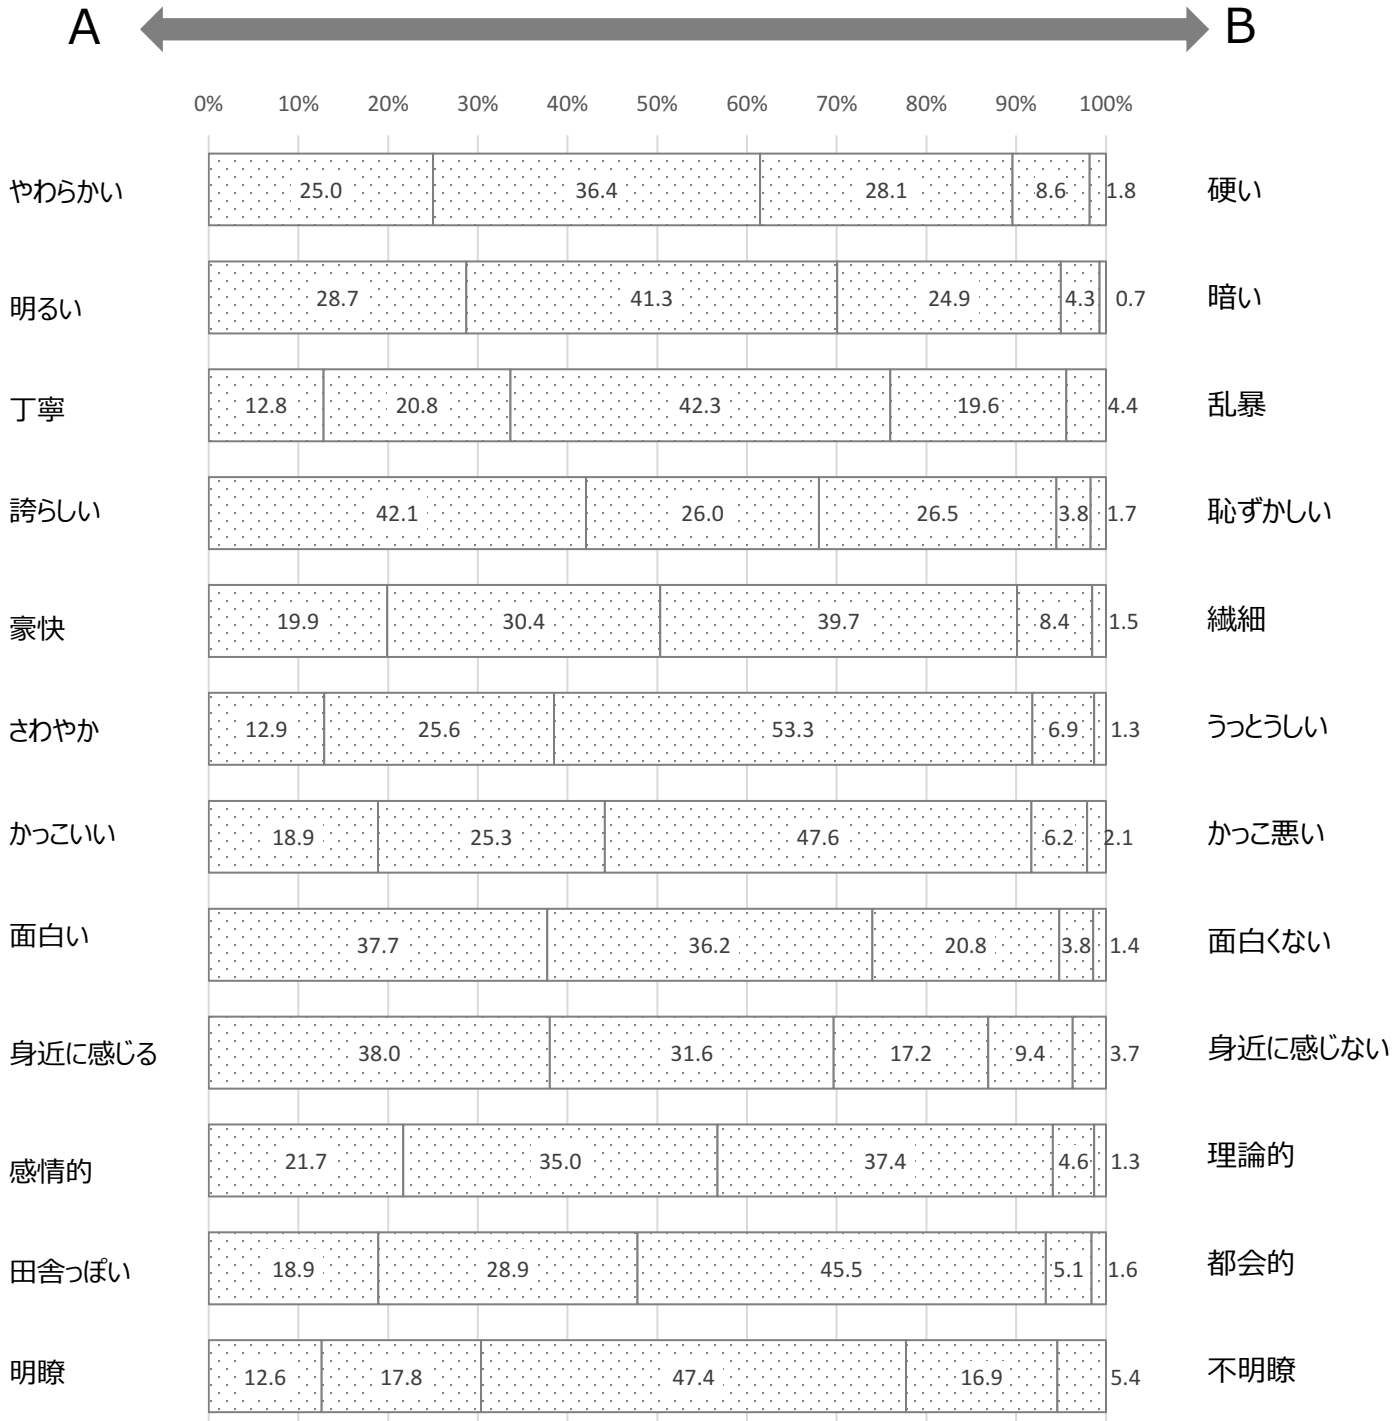 A B
0% 10% 20% 30% 40% 50% 60% 70% 80% 90% 100%
やわらかい 25.0 36.4 28.1 8.6 1.8 硬い
明るい 28.7 41.3 24.9 4.3 0.7 暗い
丁寧 12.8 20.8 42.3 19.6 4.4 乱暴
誇らしい 42.1 26.0 26.5 3.8 1.7 恥ずかしい
豪快 19.9 30.4 39.7 8.4 1.5 繊細
さわやか 12.9 25.6 53.3 6.9 1.3 うっとうしい
かっこいい 18.9 25.3 47.6 6.2 2.1 かっこ悪い
面白い 37.7 36.2 20.8 3.8 1.4 面白くない
身近に感じる 38.0 31.6 17.2 9.4 3.7 身近に感じない
感情的 21.7 35.0 37.4 4.6 1.3 理論的
田舎っぽい 18.9 28.9 45.5 5.1 1.6 都会的
明瞭 12.6 17.8 47.4 16.9 5.4 不明瞭